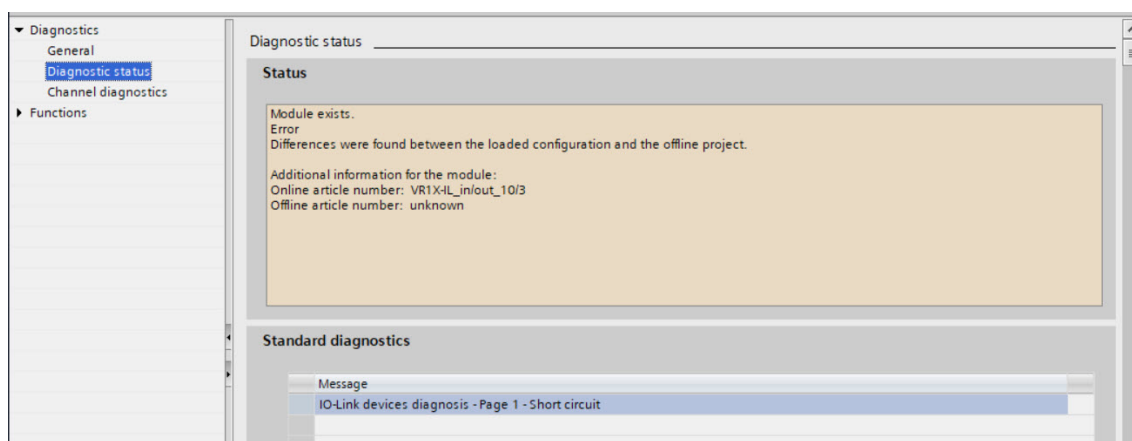 Diagnostics
General
Diagnostic status
Channel diagnostics
Functions
Diagnostic status
Status
Module exists.
Error
Differences were found between the loaded configuration and the offline project.
Additional information for the module:
Online article number: VR1X-IL_in/out_10/3
Offline article number: unknown
Standard diagnostics
Message
IO-Link devices diagnosis - Page 1 - Short circuit